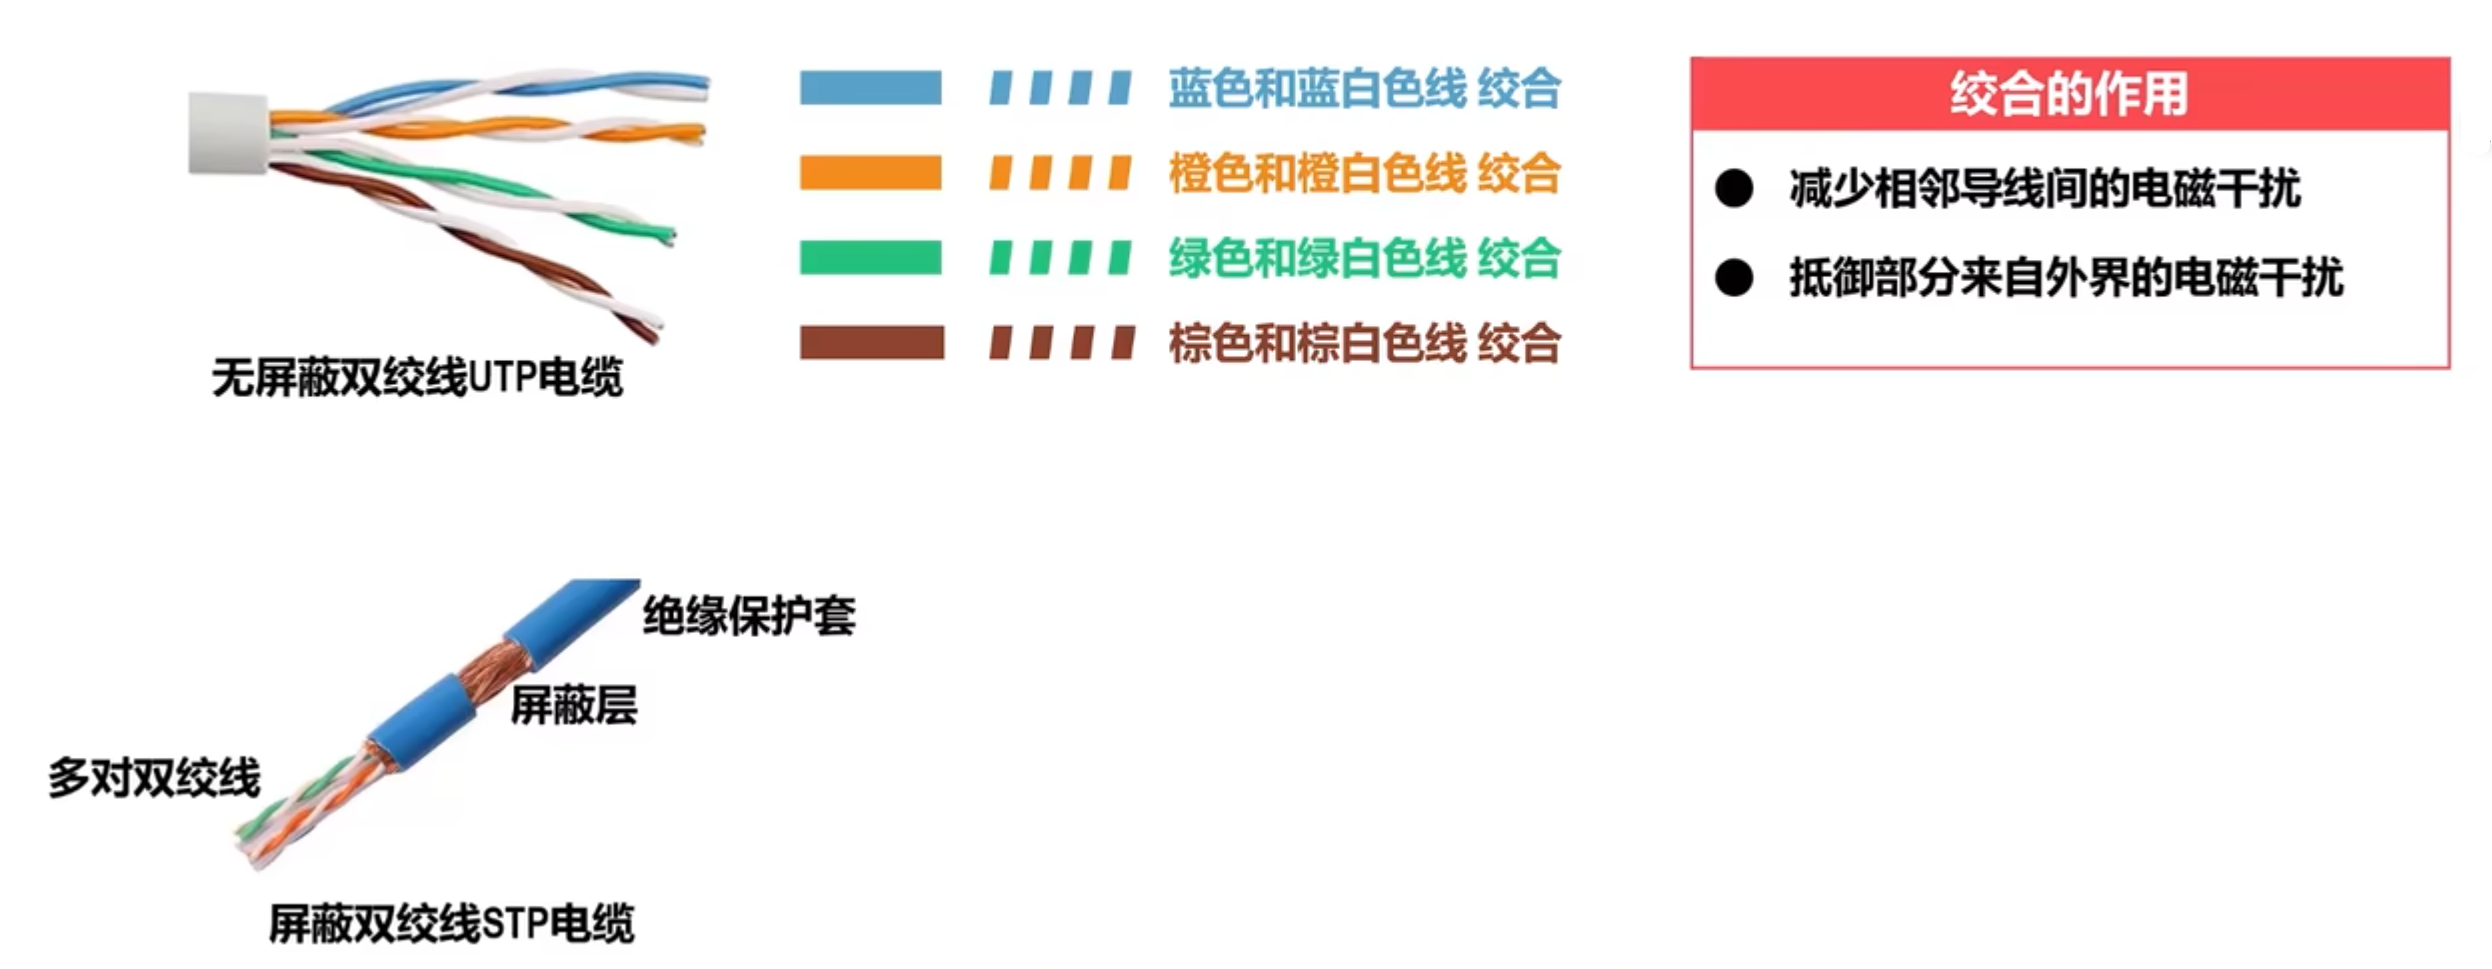 蓝色和蓝白色线 绞合
橙色和橙白色线 绞合
绿色和绿白色线 绞合
棕色和棕白色线 绞合
无屏蔽双绞线UTP电缆
绞合的作用
● 减少相邻导线间的电磁干扰
● 抵御部分来自外界的电磁干扰
绝缘保护套
屏蔽层
多对双绞线
屏蔽双绞线STP电缆